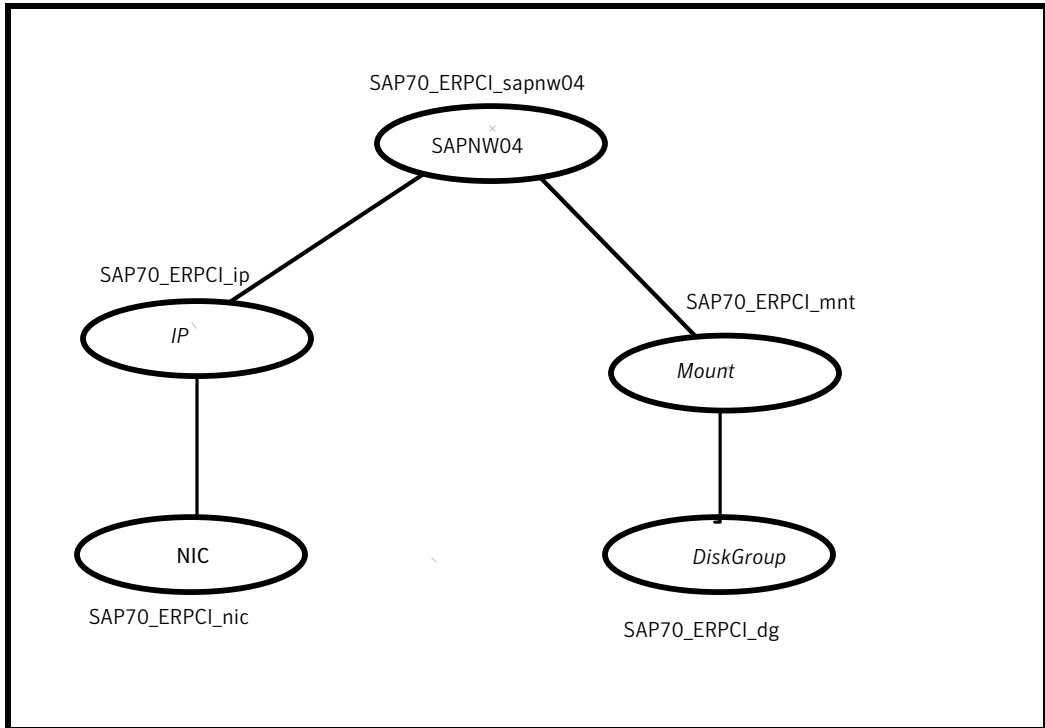 SAP70_ERPCI_sapnw04
SAPNW04
SAP70_ERPCI_ip
IP
SAP70_ERPCI_mnt
Mount
NIC
SAP70_ERPCI_nic
DiskGroup
SAP70_ERPCI_dg